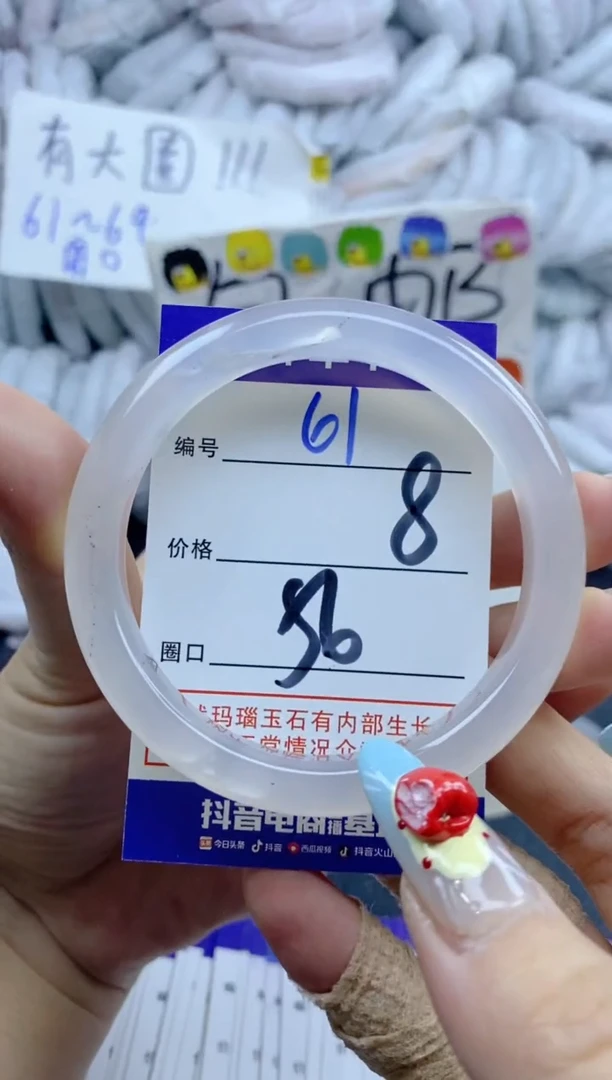 有大圈!!!
61~64
圈口
编号 61
价格 8
圈口 56
玛瑙玉石有内部生长
常情况
抖音电商
今日头条 抖音 西瓜视频 抖音火山